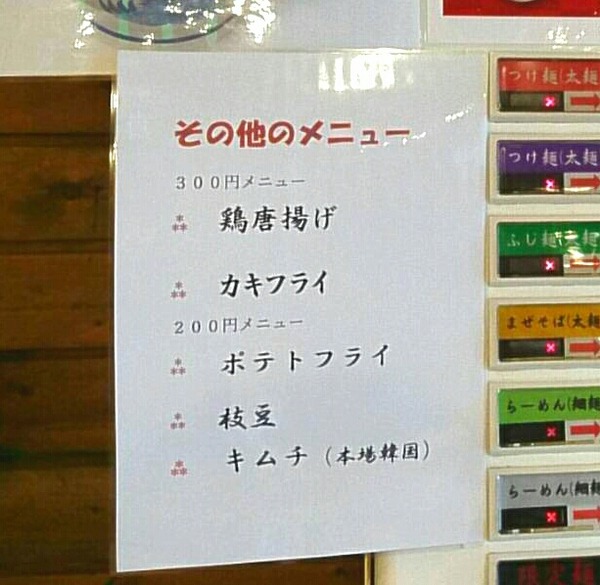 その他のメニュー
３００円メニュー
鶏唐揚げ
カキフライ
２００円メニュー
ポテトフライ
枝豆
キムチ（本場韓国）
つけ麺(太麺
つけ麺(太麺
ふじ麺(太麺
まぜそば(太麺
らーめん(細麺
らーめん(細麺